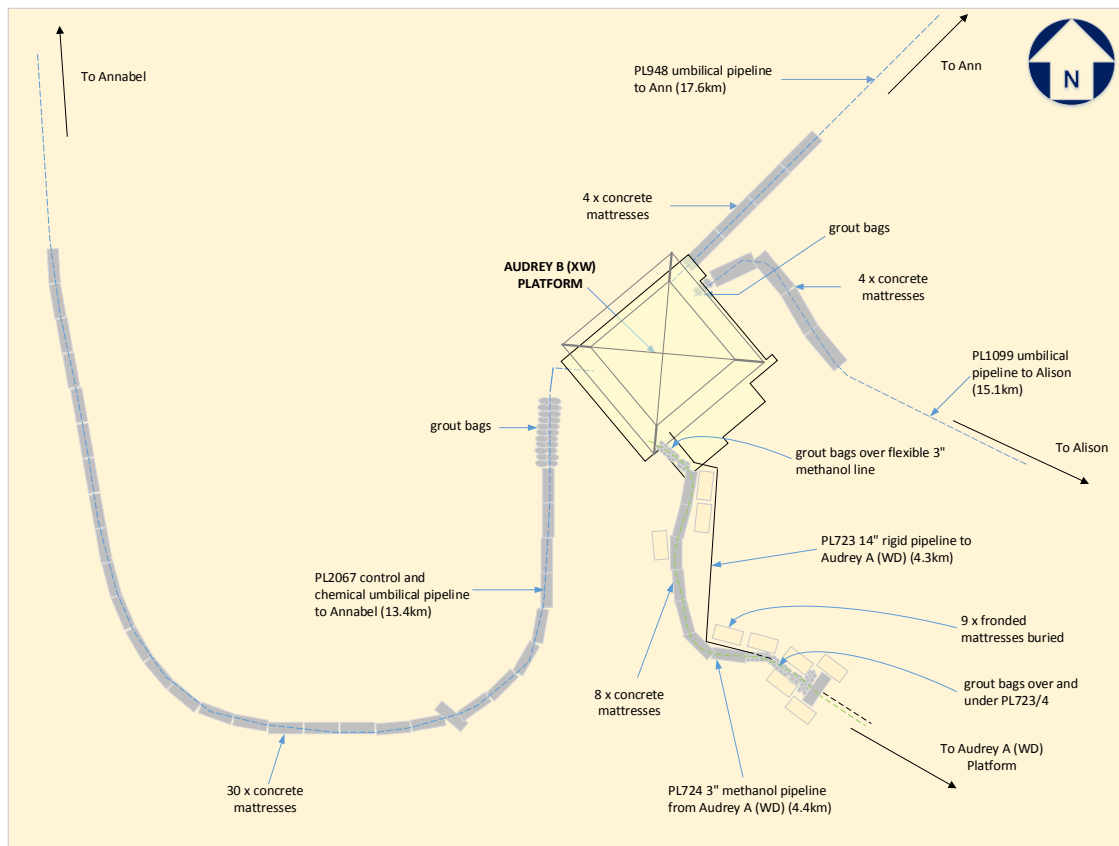 To Annabel
PL948 umbilical pipeline
to Ann (17.6km)
To Ann
N
4 x concrete
mattresses
grout bags
AUDREY B (XW)
PLATFORM
4 x concrete
mattresses
PL1099 umbilical
pipeline to Alison
(15.1km)
grout bags
To Alison
grout bags over flexible 3"
methanol line
PL723 14" rigid pipeline to
Audrey A (WD) (4.3km)
PL2067 control and
chemical umbilical pipeline
to Annabel (13.4km)
9 x fronded
mattresses buried
8 x concrete
mattresses
grout bags over and
under PL723/4
To Audrey A (WD)
Platform
30 x concrete
mattresses
PL724 3" methanol pipeline
from Audrey A (WD) (4.4km)